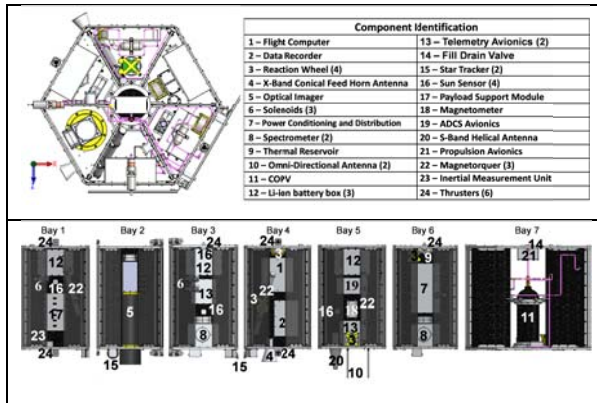 Component Identification
1 – Flight Computer
2 – Data Recorder
3 – Reaction Wheel (4)
4 – X-Band Conical Feed Horn Antenna
5 – Optical Imager
6 – Solenoids (3)
7 – Power Conditioning and Distribution
8 – Spectrometer (2)
9 – Thermal Reservoir
10 – Omni-Directional Antenna (2)
11 – COPV
12 – Li-ion battery box (3)
13 – Telemetry Avionics (2)
14 – Fill Drain Valve
15 – Star Tracker (2)
16 – Sun Sensor (4)
17 – Payload Support Module
18 – Magnetometer
19 – ADCS Avionics
20 – S-Band Helical Antenna
21 – Propulsion Avionics
22 – Magnetorquer (3)
23 – Inertial Measurement Unit
24 – Thrusters (6)
Bay 1
24
12
6 16 22
17
23
24
Bay 2
5
15
Bay 3
24
16
12
6 13
16
8
15
Bay 4
24
3
1
22
3
2
4 24
Bay 5
12
19
22
16 18
13
3
20
10
Bay 6
24
3 9
7
8
Bay 7
14
21
11